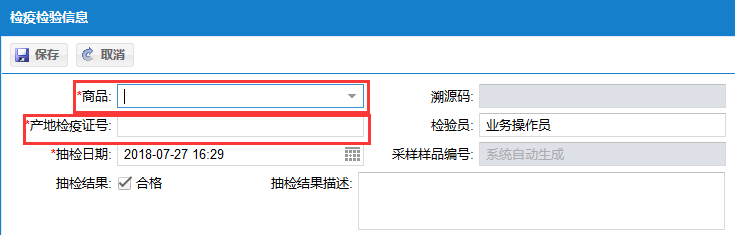 检疫检验信息
保存 取消
*商品: 溯源码:
*产地检疫证号: 检验员: 业务操作员
*抽检日期: 2018-07-27 16:29 采样样品编号: 系统自动生成
抽检结果: 合格 抽检结果描述: